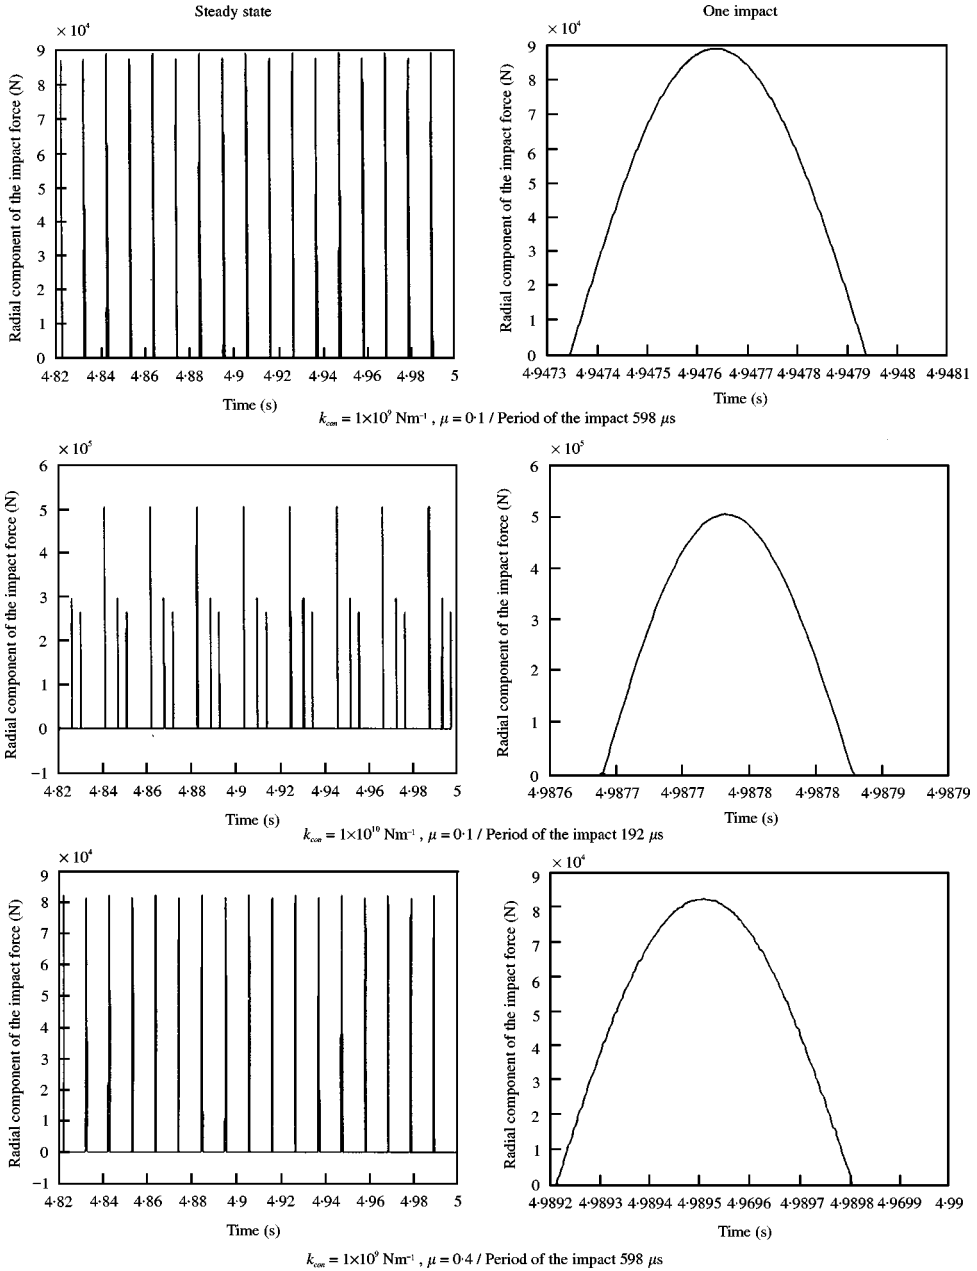 Steady state
One impact
× 10⁴
9
8
7
6
5
4
3
2
1
0
Radial component of the impact force (N)
4·82 4·84 4·86 4·88 4·9 4·92 4·94 4·96 4·98 5
Time (s)
× 10⁴
9
8
7
6
5
4
3
2
1
0
Radial component of the impact force (N)
4·9473 4·9474 4·9475 4·9476 4·9477 4·9478 4·9479 4·948 4·9481
Time (s)
k_con = 1×10⁹ Nm⁻¹ , μ = 0·1 / Period of the impact 598 μs
× 10⁵
6
5
4
3
2
1
0
−1
Radial component of the impact force (N)
4·82 4·84 4·86 4·88 4·9 4·92 4·94 4·96 4·98 5
Time (s)
× 10⁵
6
5
4
3
2
1
0
Radial component of the impact force (N)
4·9876 4·9877 4·9877 4·9878 4·9878 4·9879 4·9879
Time (s)
k_con = 1×10¹⁰ Nm⁻¹ , μ = 0·1 / Period of the impact 192 μs
× 10⁴
9
8
7
6
5
4
3
2
1
0
−1
Radial component of the impact force (N)
4·82 4·84 4·86 4·88 4·9 4·92 4·94 4·96 4·98 5
Time (s)
× 10⁴
9
8
7
6
5
4
3
2
1
0
Radial component of the impact force (N)
4·9892 4·9893 4·9894 4·9895 4·9696 4·9897 4·9898 4·9699 4·99
Time (s)
k_con = 1×10⁹ Nm⁻¹ , μ = 0·4 / Period of the impact 598 μs